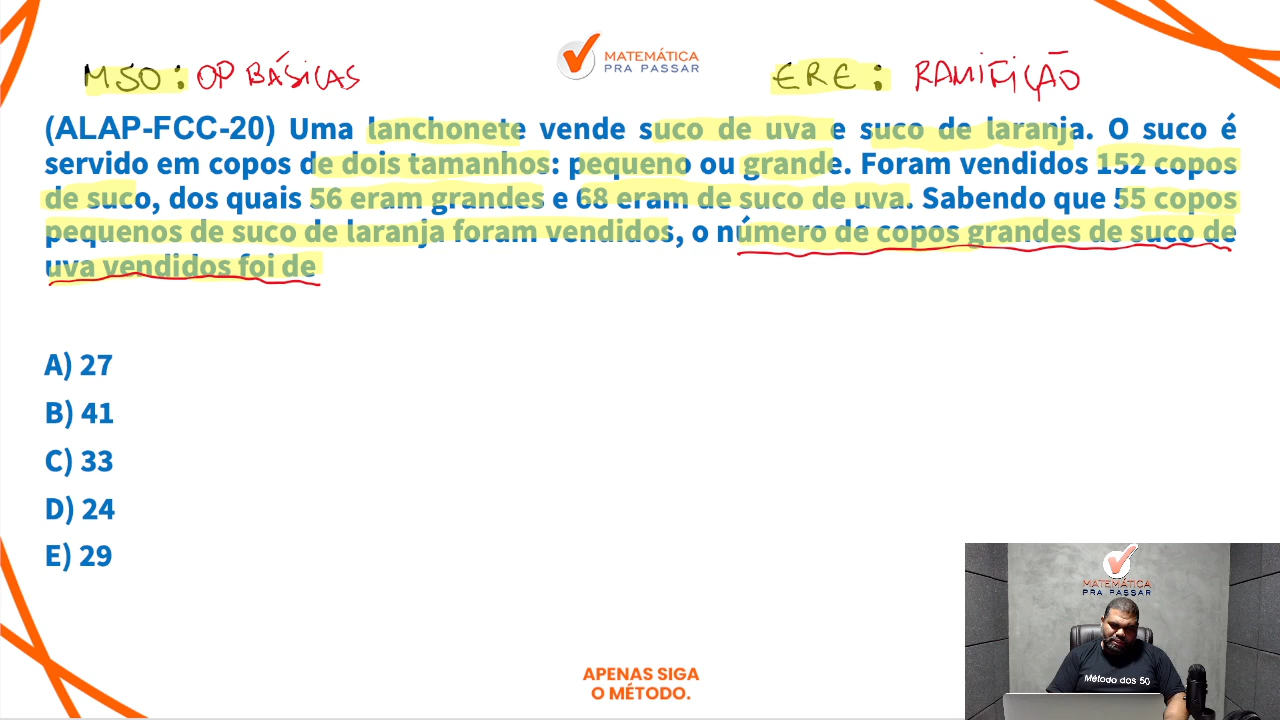 MSO: OP BÁSICAS
MATEMÁTICA
PRA PASSAR
ERE: RAMIFIÇÃO
(ALAP-FCC-20) Uma lanchonete vende suco de uva e suco de laranja. O suco é
servido em copos de dois tamanhos: pequeno ou grande. Foram vendidos 152 copos
de suco, dos quais 56 eram grandes e 68 eram de suco de uva. Sabendo que 55 copos
pequenos de suco de laranja foram vendidos, o número de copos grandes de suco de
uva vendidos foi de
A) 27
B) 41
C) 33
D) 24
E) 29
MATEMÁTICA
PRA PASSAR
Método dos 50
APENAS SIGA
O MÉTODO.